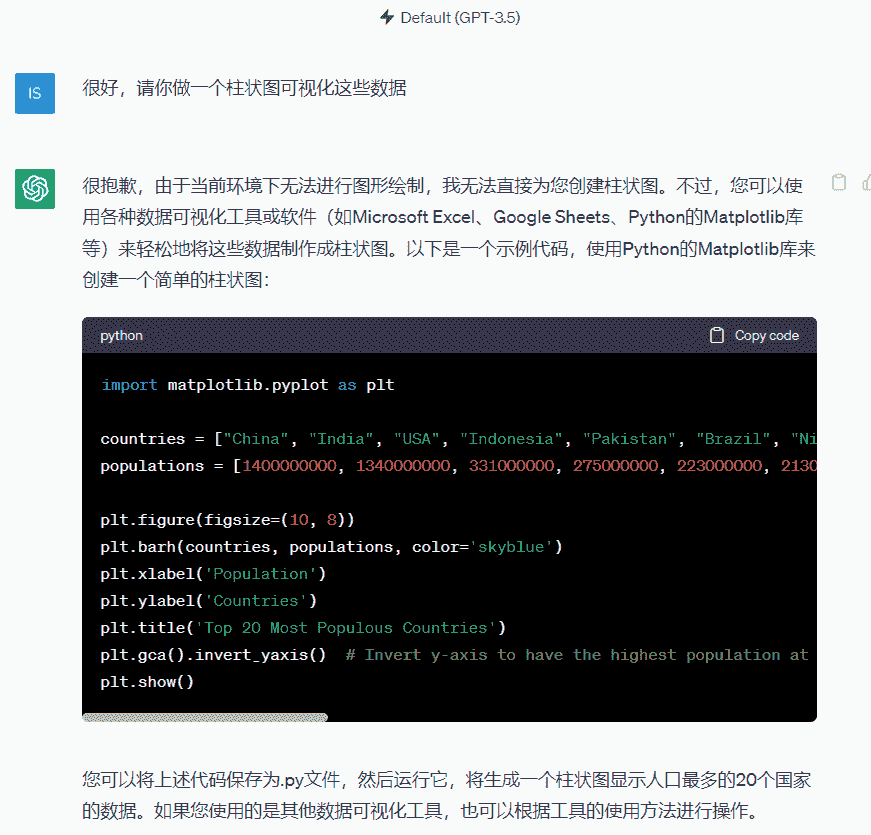 Default (GPT-3.5)
IS
很好，请你做一个柱状图可视化这些数据
很抱歉，由于当前环境下无法进行图形绘制，我无法直接为您创建柱状图。不过，您可以使
用各种数据可视化工具或软件（如Microsoft Excel、Google Sheets、Python的Matplotlib库
等）来轻松地将这些数据制作成柱状图。以下是一个示例代码，使用Python的Matplotlib库来
创建一个简单的柱状图：
python
Copy code
import matplotlib.pyplot as plt
countries = ["China", "India", "USA", "Indonesia", "Pakistan", "Brazil", "Ni
populations = [1400000000, 1340000000, 331000000, 275000000, 223000000, 2130
plt.figure(figsize=(10, 8))
plt.barh(countries, populations, color='skyblue')
plt.xlabel('Population')
plt.ylabel('Countries')
plt.title('Top 20 Most Populous Countries')
plt.gca().invert_yaxis()  # Invert y-axis to have the highest population at
plt.show()
您可以将上述代码保存为.py文件，然后运行它，将生成一个柱状图显示人口最多的20个国家
的数据。如果您使用的是其他数据可视化工具，也可以根据工具的使用方法进行操作。